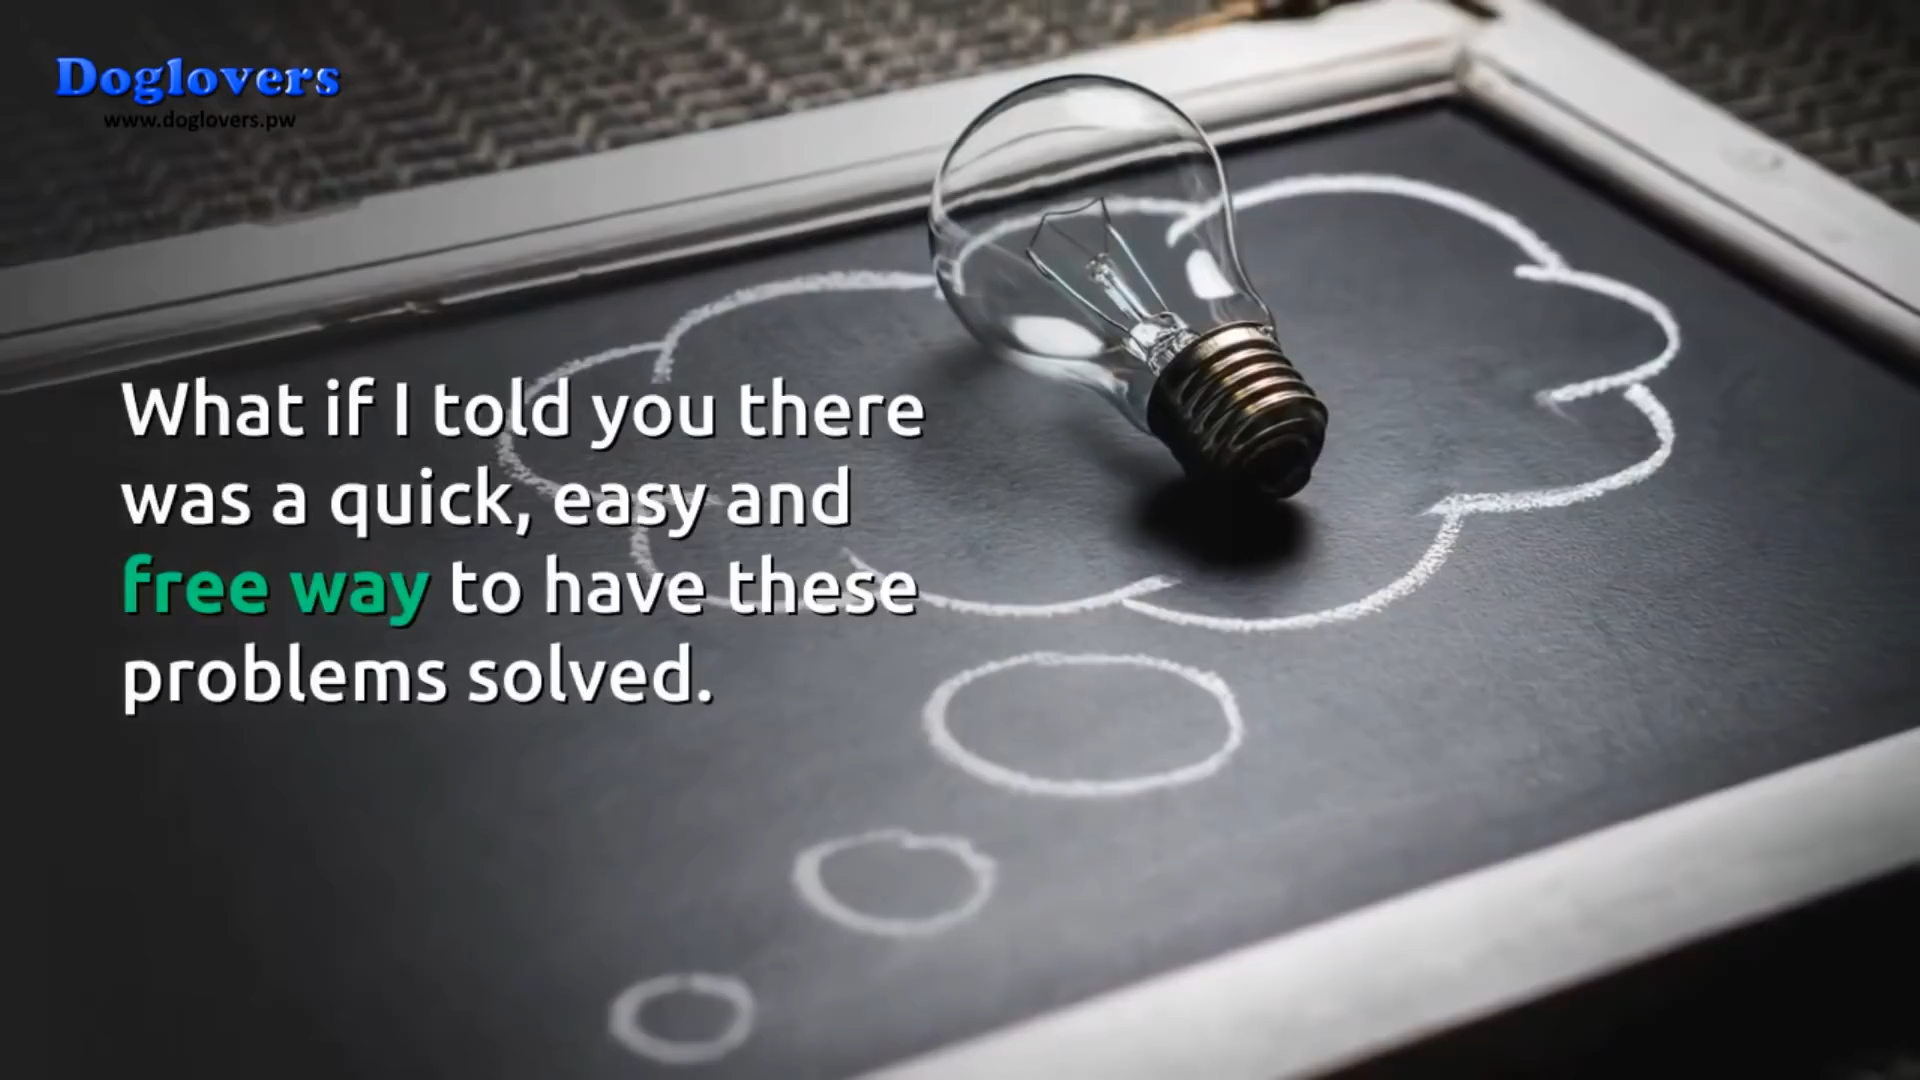 Doglovers
www.doglovers.pw
What if I told you there
was a quick, easy and
free way to have these
problems solved.